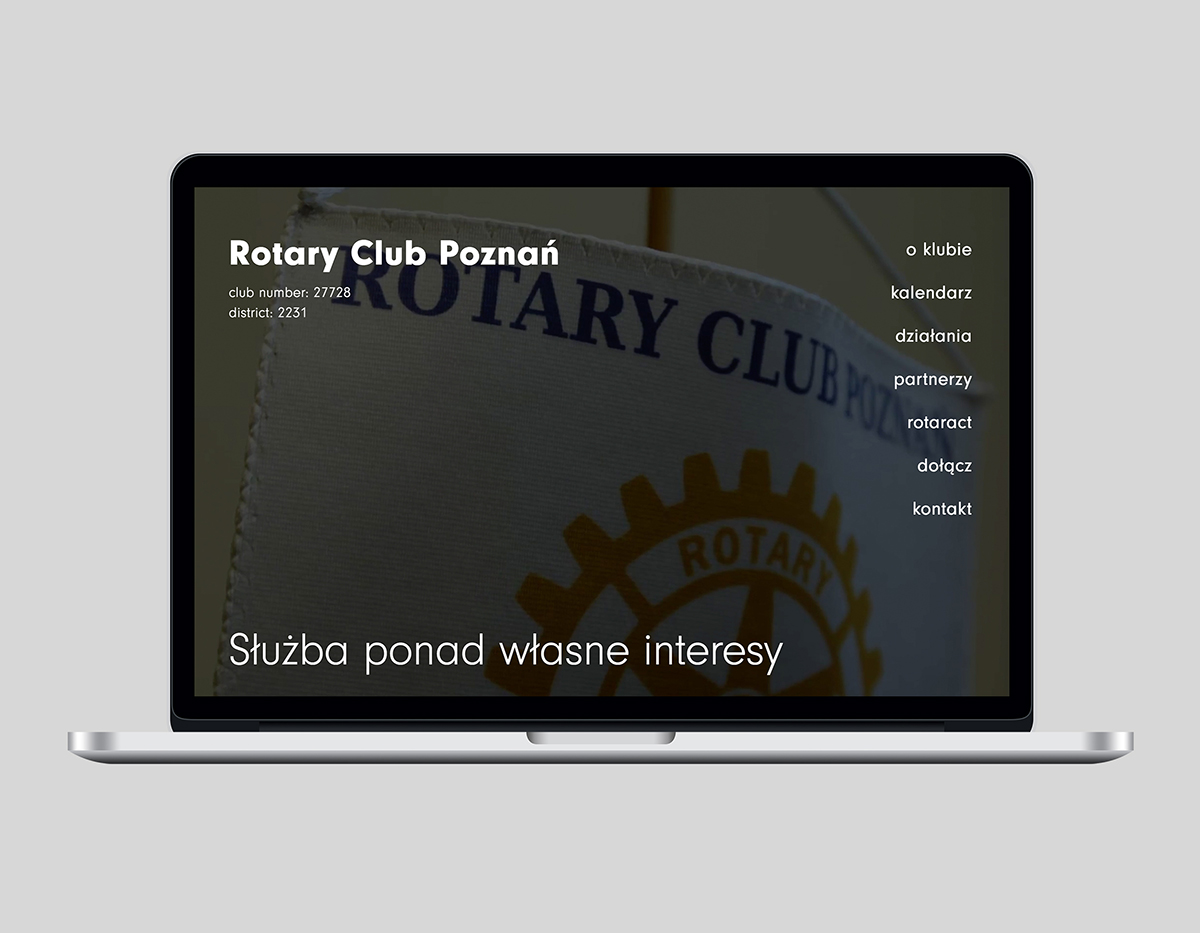 Rotary Club Poznań
club number: 27728
district: 2231
o klubie
kalendarz
działania
partnerzy
rotaract
dołącz
kontakt
ROTARY CLUB POZNAŃ
ROTARY
Służba ponad własne interesy